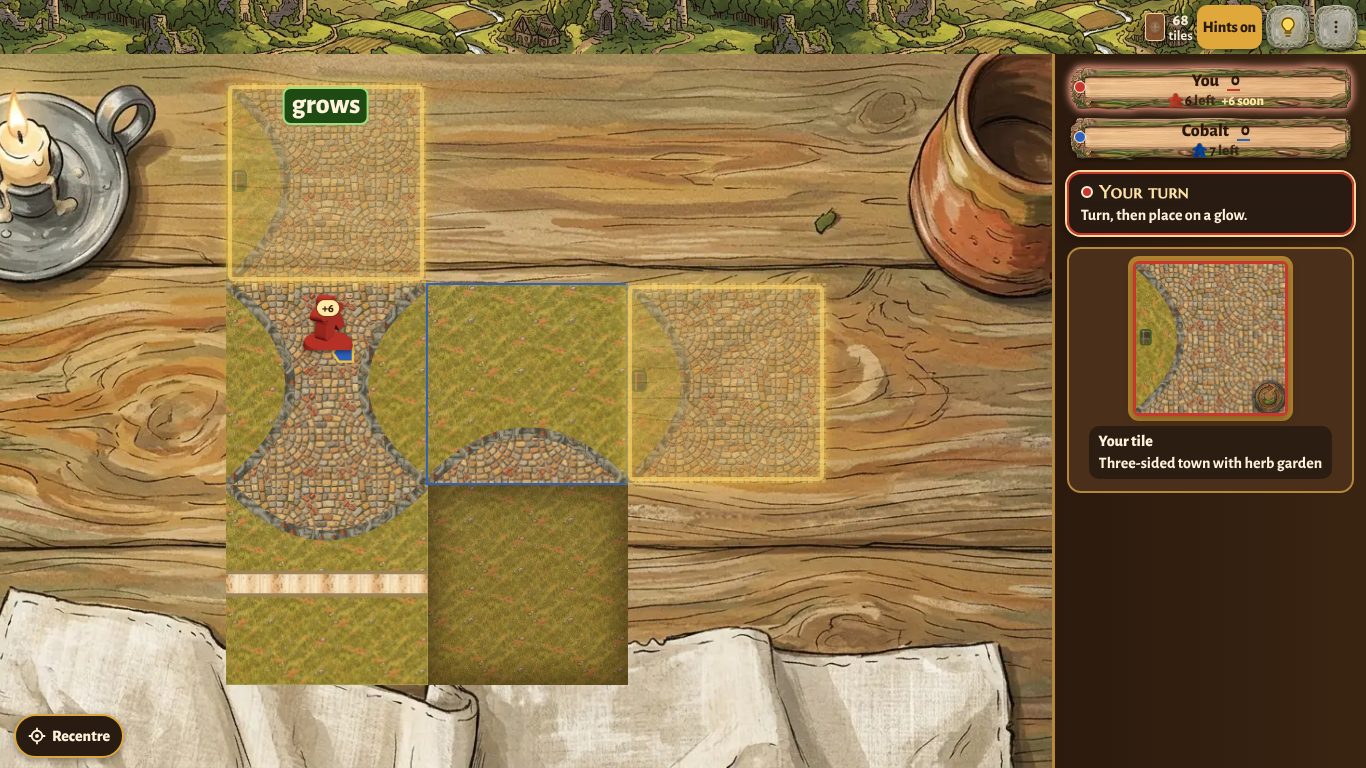 68
tiles
Hints on
You 0
6 left +6 soon
Cobalt 0
7 left
Your turn
Turn, then place on a glow.
grows
+6
Your tile
Three-sided town with herb garden
Recentre